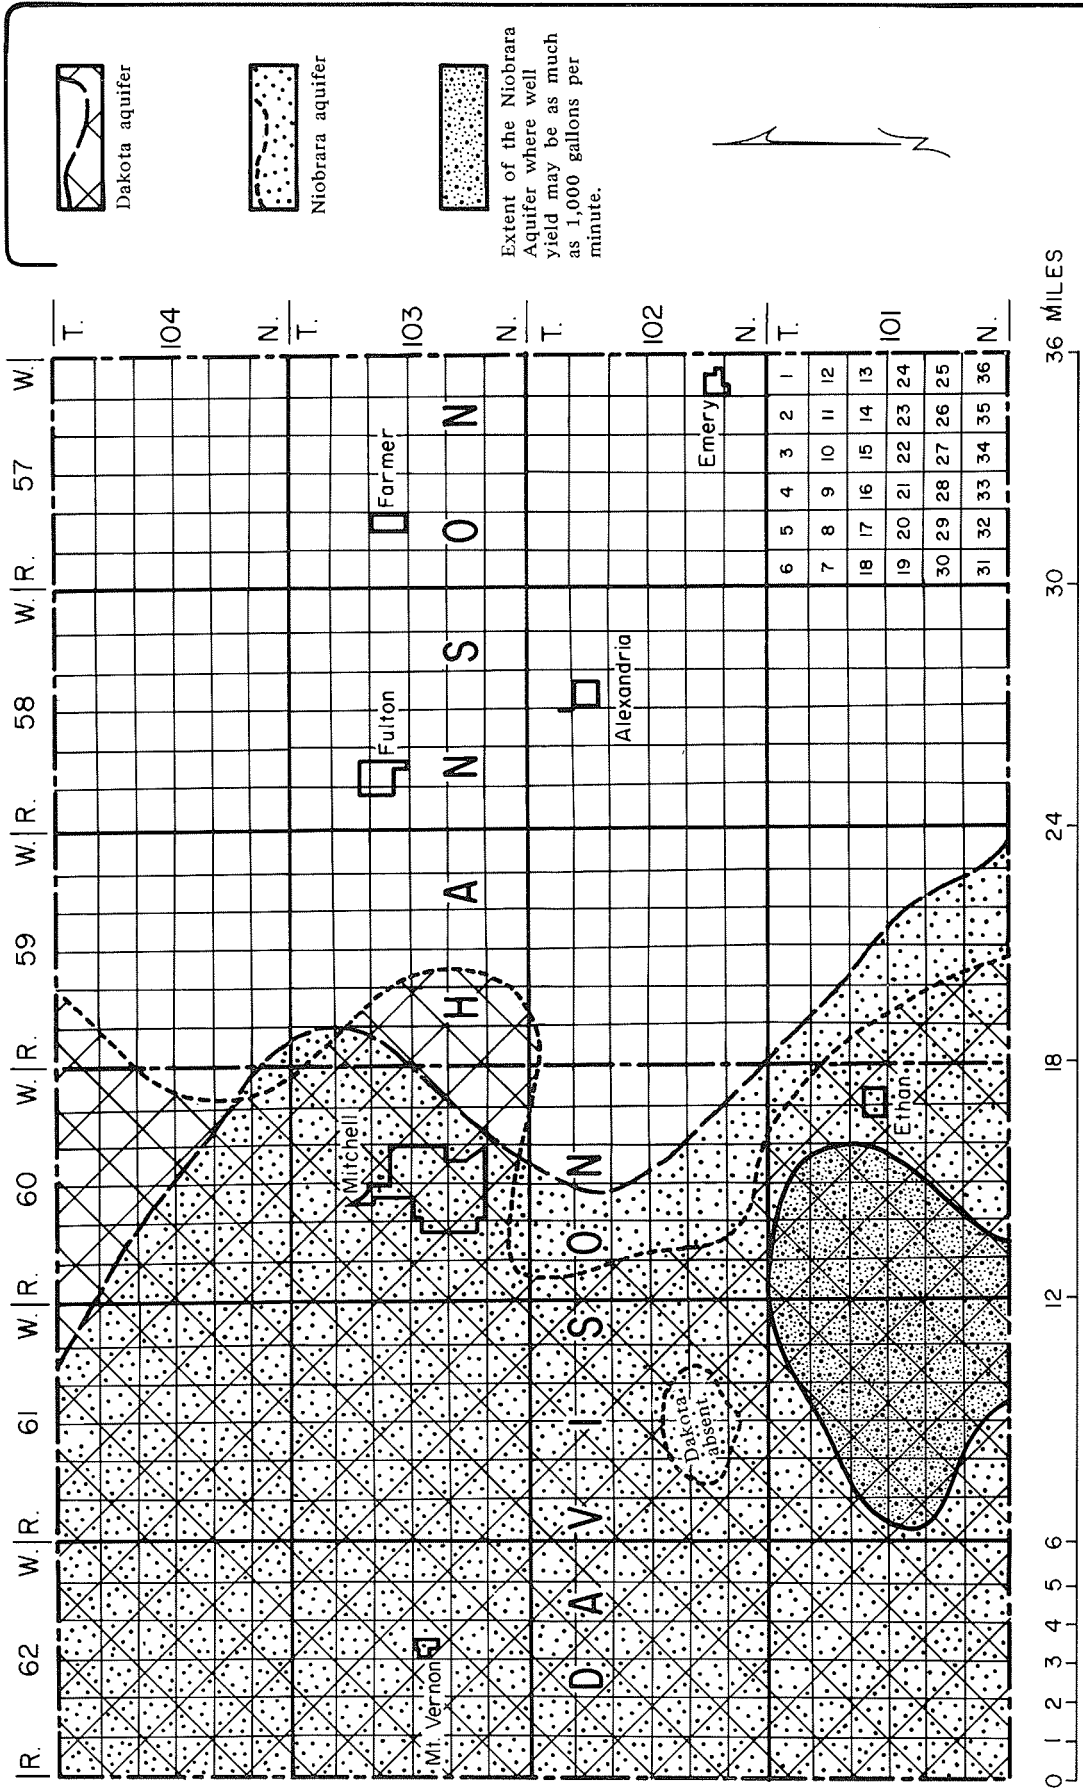 Dakota aquifer
Niobrara aquifer
Extent of the Niobrara
Aquifer where well
yield may be as much
as 1,000 gallons per
minute.
N
R. 62 W. R. 61 W. R. 60 W. R. 59 W. R. 58 W. R. 57 W.
T.
104
N.
T.
103
N.
T.
102
N.
T.
101
N.
Mitchell
Fulton
Farmer
Mt. Vernon
HANSON
DAVISON
Alexandria
Emery
Dakota
absent
Ethan
6 5 4 3 2 1
7 8 9 10 11 12
18 17 16 15 14 13
19 20 21 22 23 24
30 29 28 27 26 25
31 32 33 34 35 36
0 1 2 3 4 5 6 12 18 24 30 36 MILES